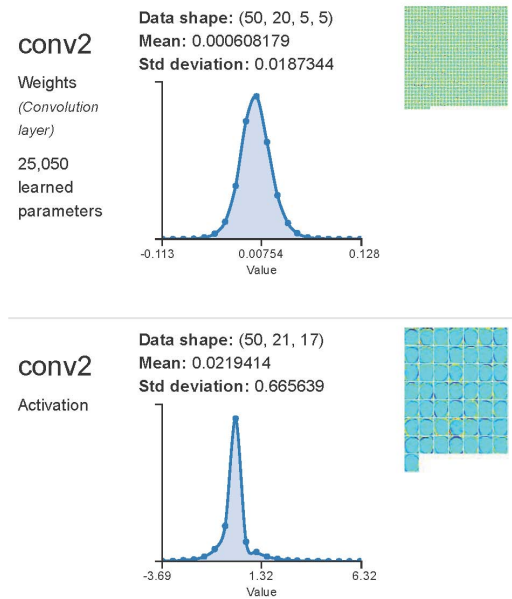 conv2
Weights
(Convolution
layer)
25,050
learned
parameters
Data shape: (50, 20, 5, 5)
Mean: 0.000608179
Std deviation: 0.0187344
-0.113
0.00754
0.128
Value
conv2
Activation
Data shape: (50, 21, 17)
Mean: 0.0219414
Std deviation: 0.665639
-3.69
1.32
6.32
Value